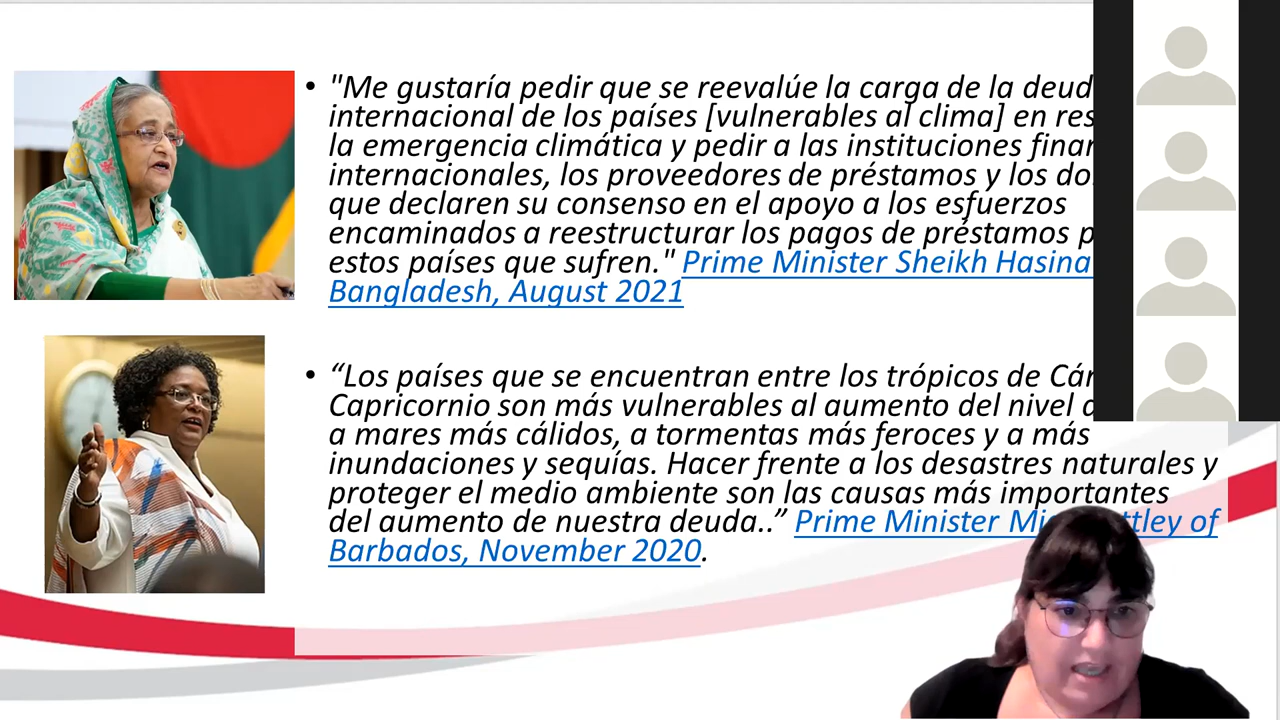 • "Me gustaría pedir que se reevalúe la carga de la deud
internacional de los países [vulnerables al clima] en res
la emergencia climática y pedir a las instituciones finan
internacionales, los proveedores de préstamos y los do
que declaren su consenso en el apoyo a los esfuerzos
encaminados a reestructurar los pagos de préstamos p
estos países que sufren." Prime Minister Sheikh Hasina
Bangladesh, August 2021
• “Los países que se encuentran entre los trópicos de Cán
Capricornio son más vulnerables al aumento del nivel d
a mares más cálidos, a tormentas más feroces y a más
inundaciones y sequías. Hacer frente a los desastres naturales y
proteger el medio ambiente son las causas más importantes
del aumento de nuestra deuda..” Prime Minister Mi ttley of
Barbados, November 2020.